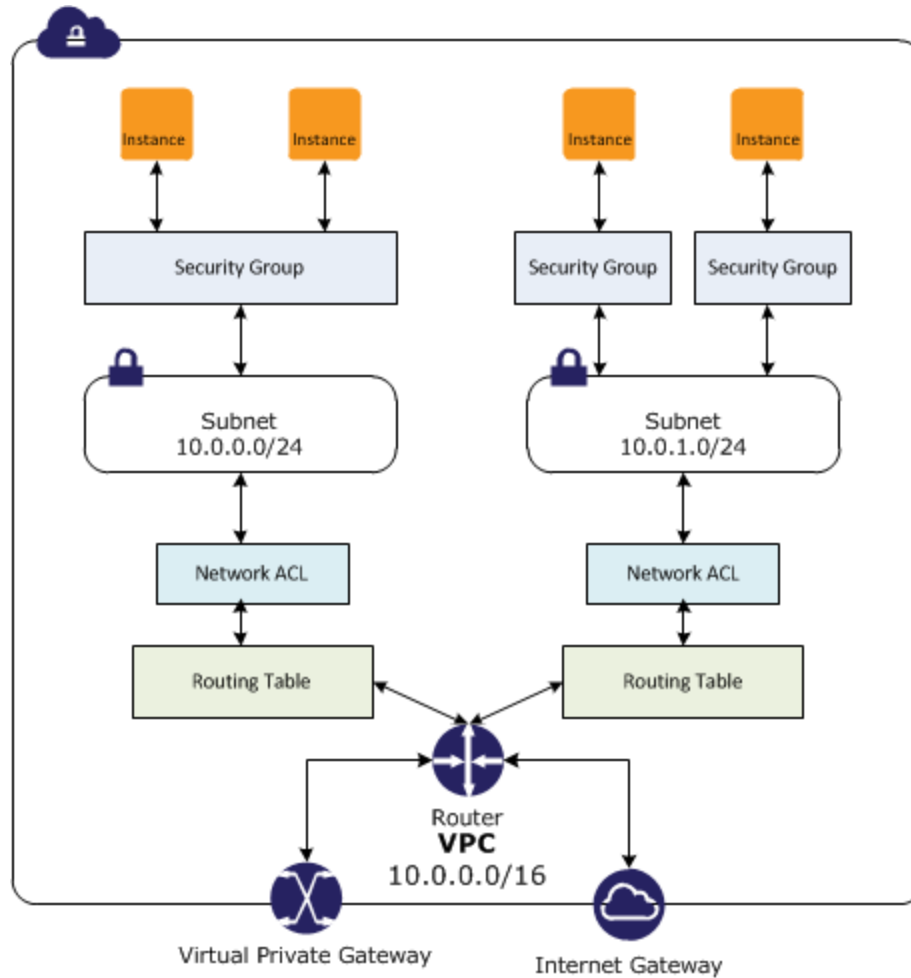 Instance
Instance
Instance
Instance
Security Group
Security Group
Security Group
Subnet
10.0.0.0/24
Subnet
10.0.1.0/24
Network ACL
Network ACL
Routing Table
Routing Table
Router
VPC
10.0.0.0/16
Virtual Private Gateway
Internet Gateway